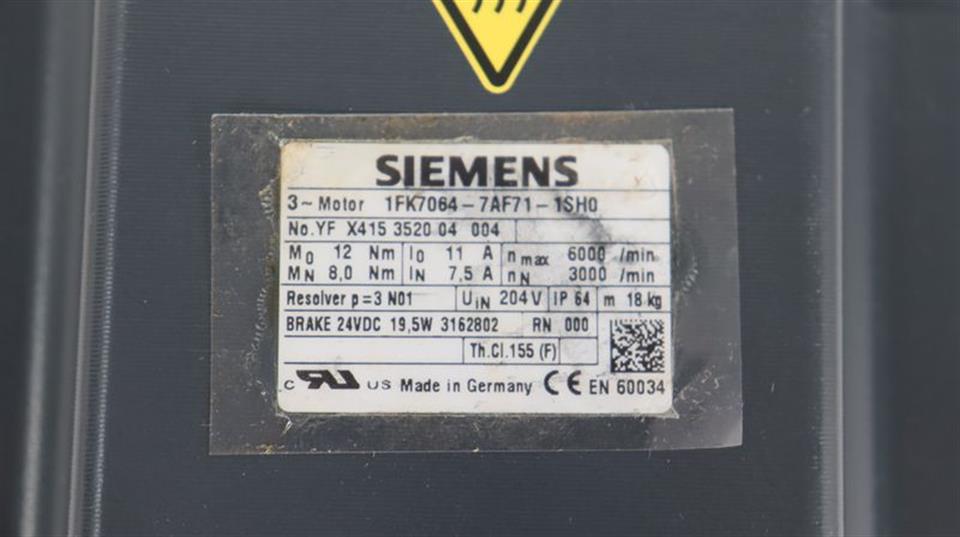 SIEMENS
3~ Motor 1FK7064-7AF71-1SH0
No.YF X415 3520 04 004
M0 12 Nm I0 11 A nmax 6000 /min
MN 8,0 Nm IN 7,5 A nN 3000 /min
Resolver p=3 N01 UIN 204V IP 64 m 18 kg
BRAKE 24VDC 19,5W 3162802 RN 000
Th.Cl.155 (F)
c RU US Made in Germany CE EN 60034